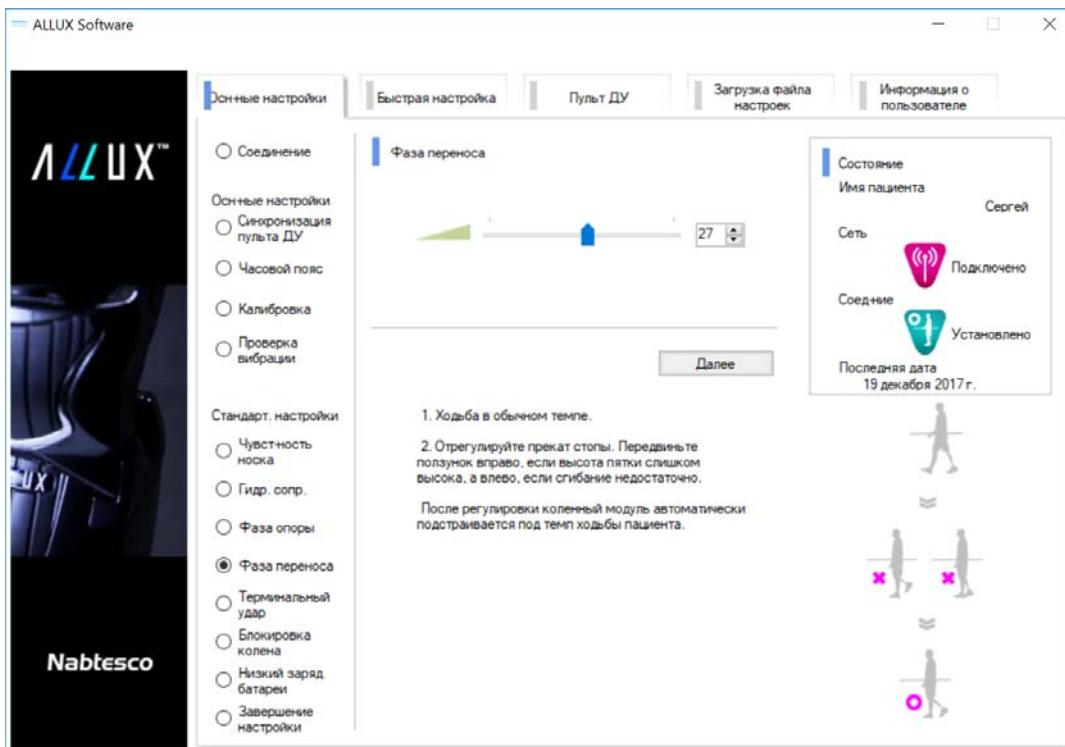 ALLUX Software
ALLUX™
Nabtesco
Осн-ные настройки
Быстрая настройка
Пульт ДУ
Загрузка файла
настроек
Информация о
пользователе
Соединение
Осн-ные настройки
Синхронизация
пульта ДУ
Часовой пояс
Калибровка
Проверка
вибрации
Стандарт. настройки
Чувст-ность
носка
Гидр. сопр.
Фаза опоры
Фаза переноса
Терминальный
удар
Блокировка
колена
Низкий заряд
батареи
Завершение
настройки
Фаза переноса
27
Далее
1. Ходьба в обычном темпе.
2. Отрегулируйте прекат стопы. Передвиньте
ползунок вправо, если высота пятки слишком
высока, а влево, если сгибание недостаточно.
После регулировки коленный модуль автоматически
подстраивается под темп ходьбы пациента.
Состояние
Имя пациента
Сергей
Сеть
Подключено
Соед-ние
Установлено
Последняя дата
19 декабря 2017 г.
UX